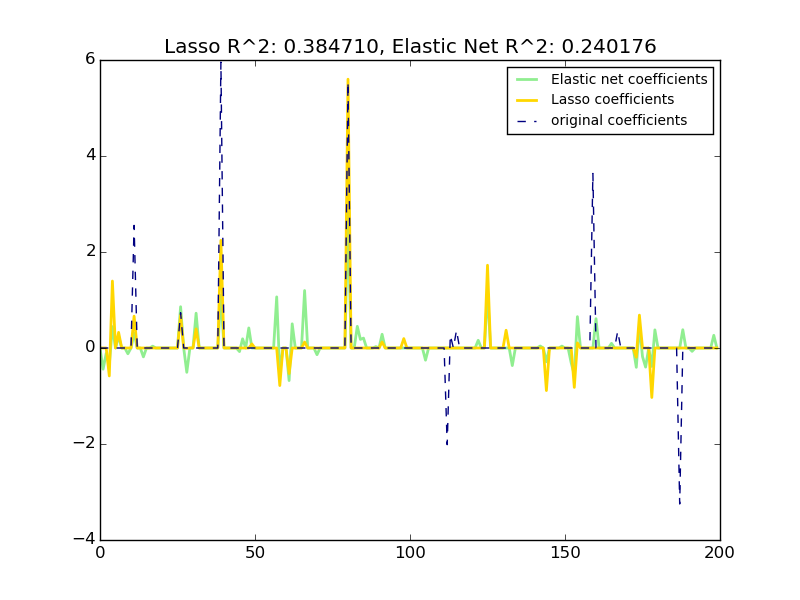 Lasso R^2: 0.384710, Elastic Net R^2: 0.240176
Elastic net coefficients
Lasso coefficients
original coefficients
6
4
2
0
−2
−4
0 50 100 150 200